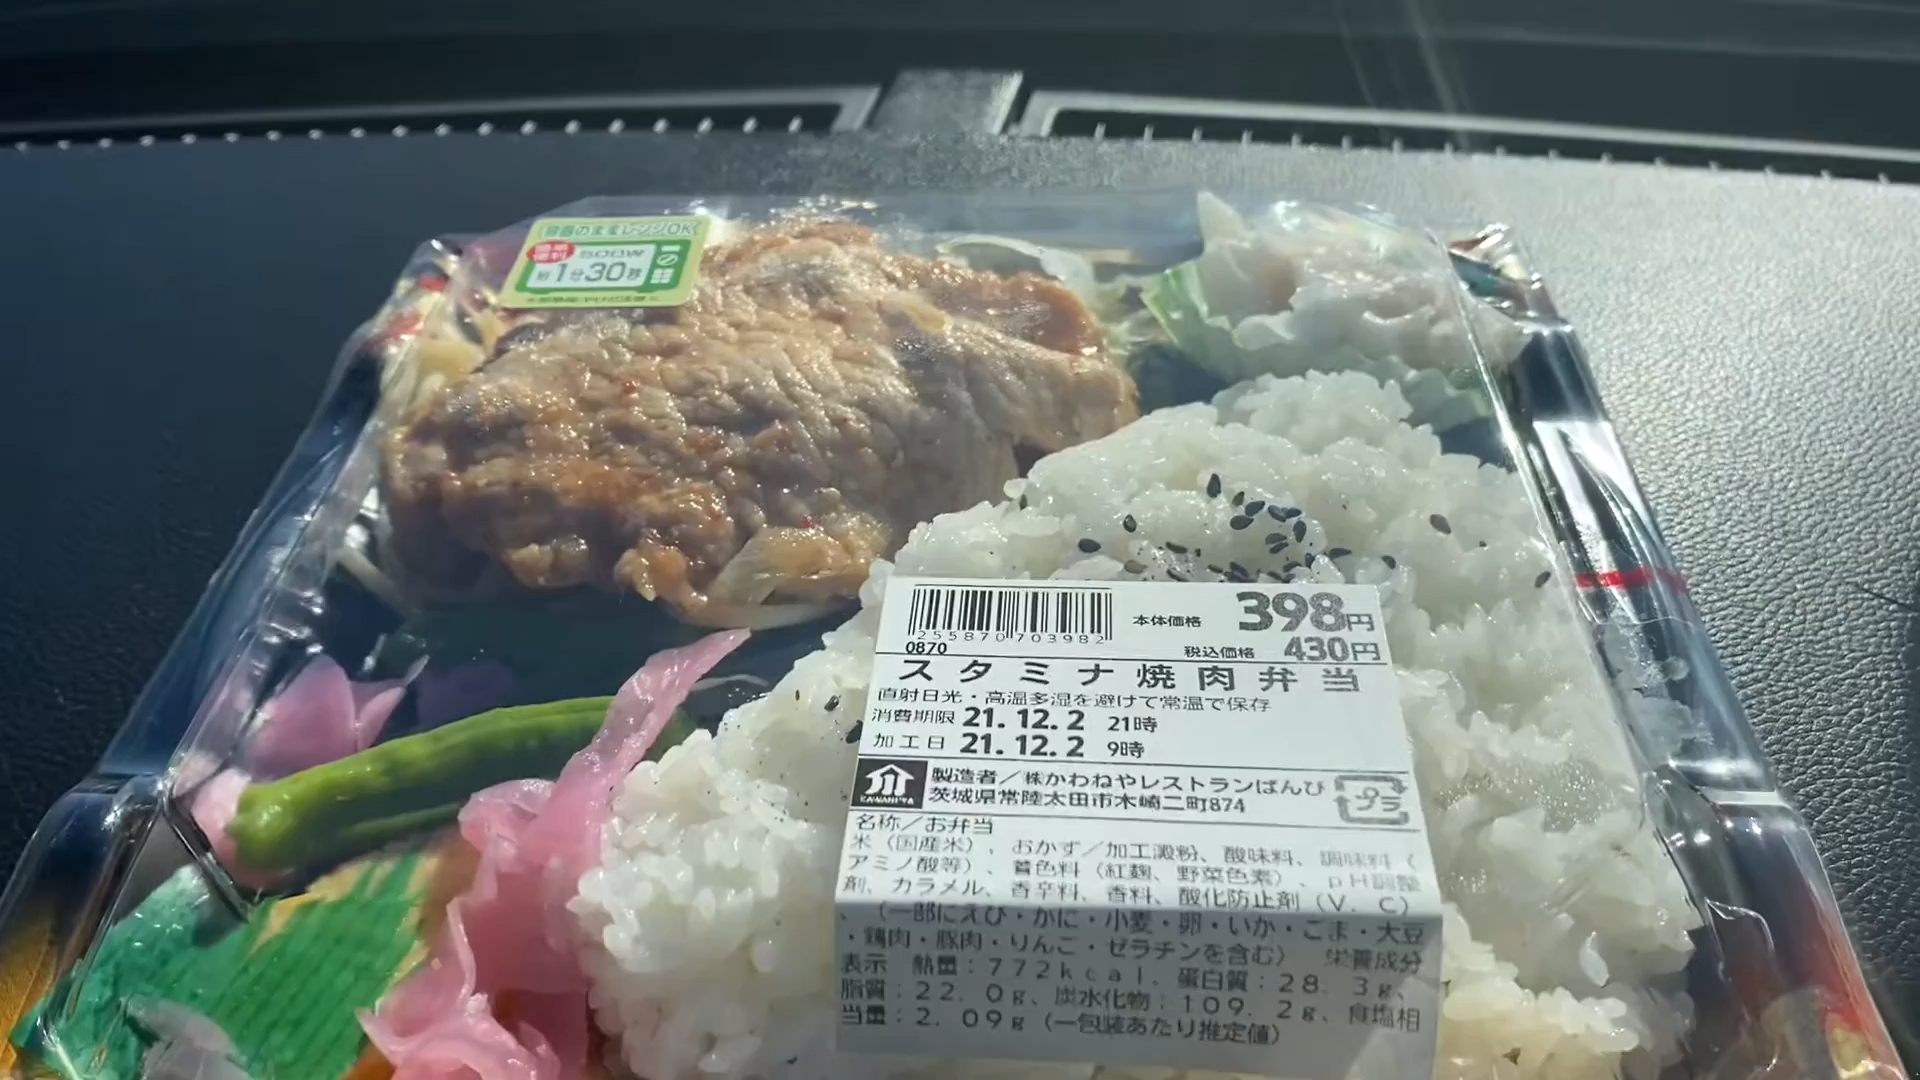 容器のままレンジOK
簡単
便利
500W
約1分30秒
255870703982
0870
本体価格 398円
税込価格 430円
スタミナ焼肉弁当
直射日光・高温多湿を避けて常温で保存
消費期限 21.12.2 21時
加工日 21.12.2 9時
KAWANEYA
製造者/㈱かわねやレストランばんび
茨城県常陸太田市木崎二町874
プラ
名称/お弁当
米(国産米)、おかず/加工澱粉、酸味料、調味料(
アミノ酸等)、着色料(紅麹、野菜色素)、pH調整
剤、カラメル、香辛料、香料、酸化防止剤(V.C)
、(一部にえび・かに・小麦・卵・いか・ごま・大豆
・鶏肉・豚肉・りんご・ゼラチンを含む) 栄養成分
表示 熱量:772kcal、蛋白質:28.3g、
脂質:22.0g、炭水化物:109.2g、食塩相
当量:2.09g(一包装あたり推定値)